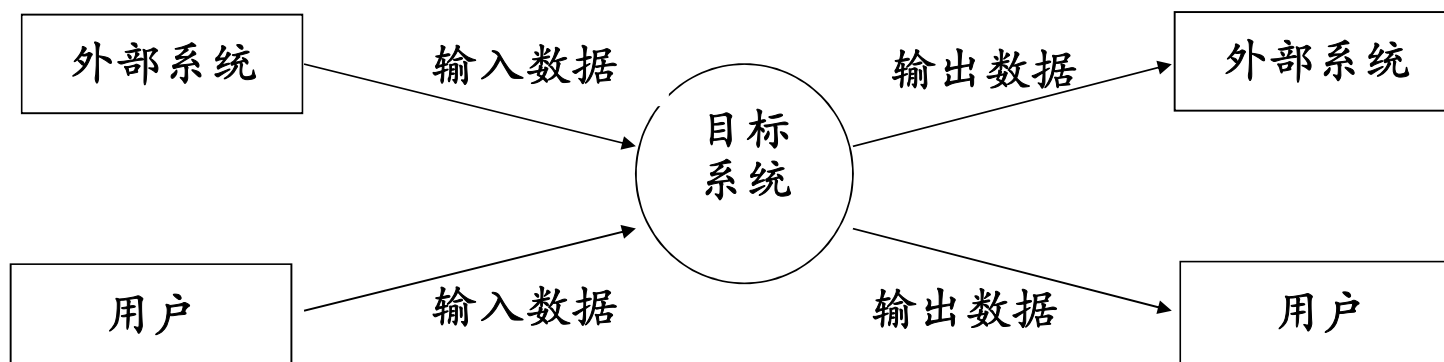 外部系统
输入数据
输出数据
外部系统
目标
系统
用户
输入数据
输出数据
用户